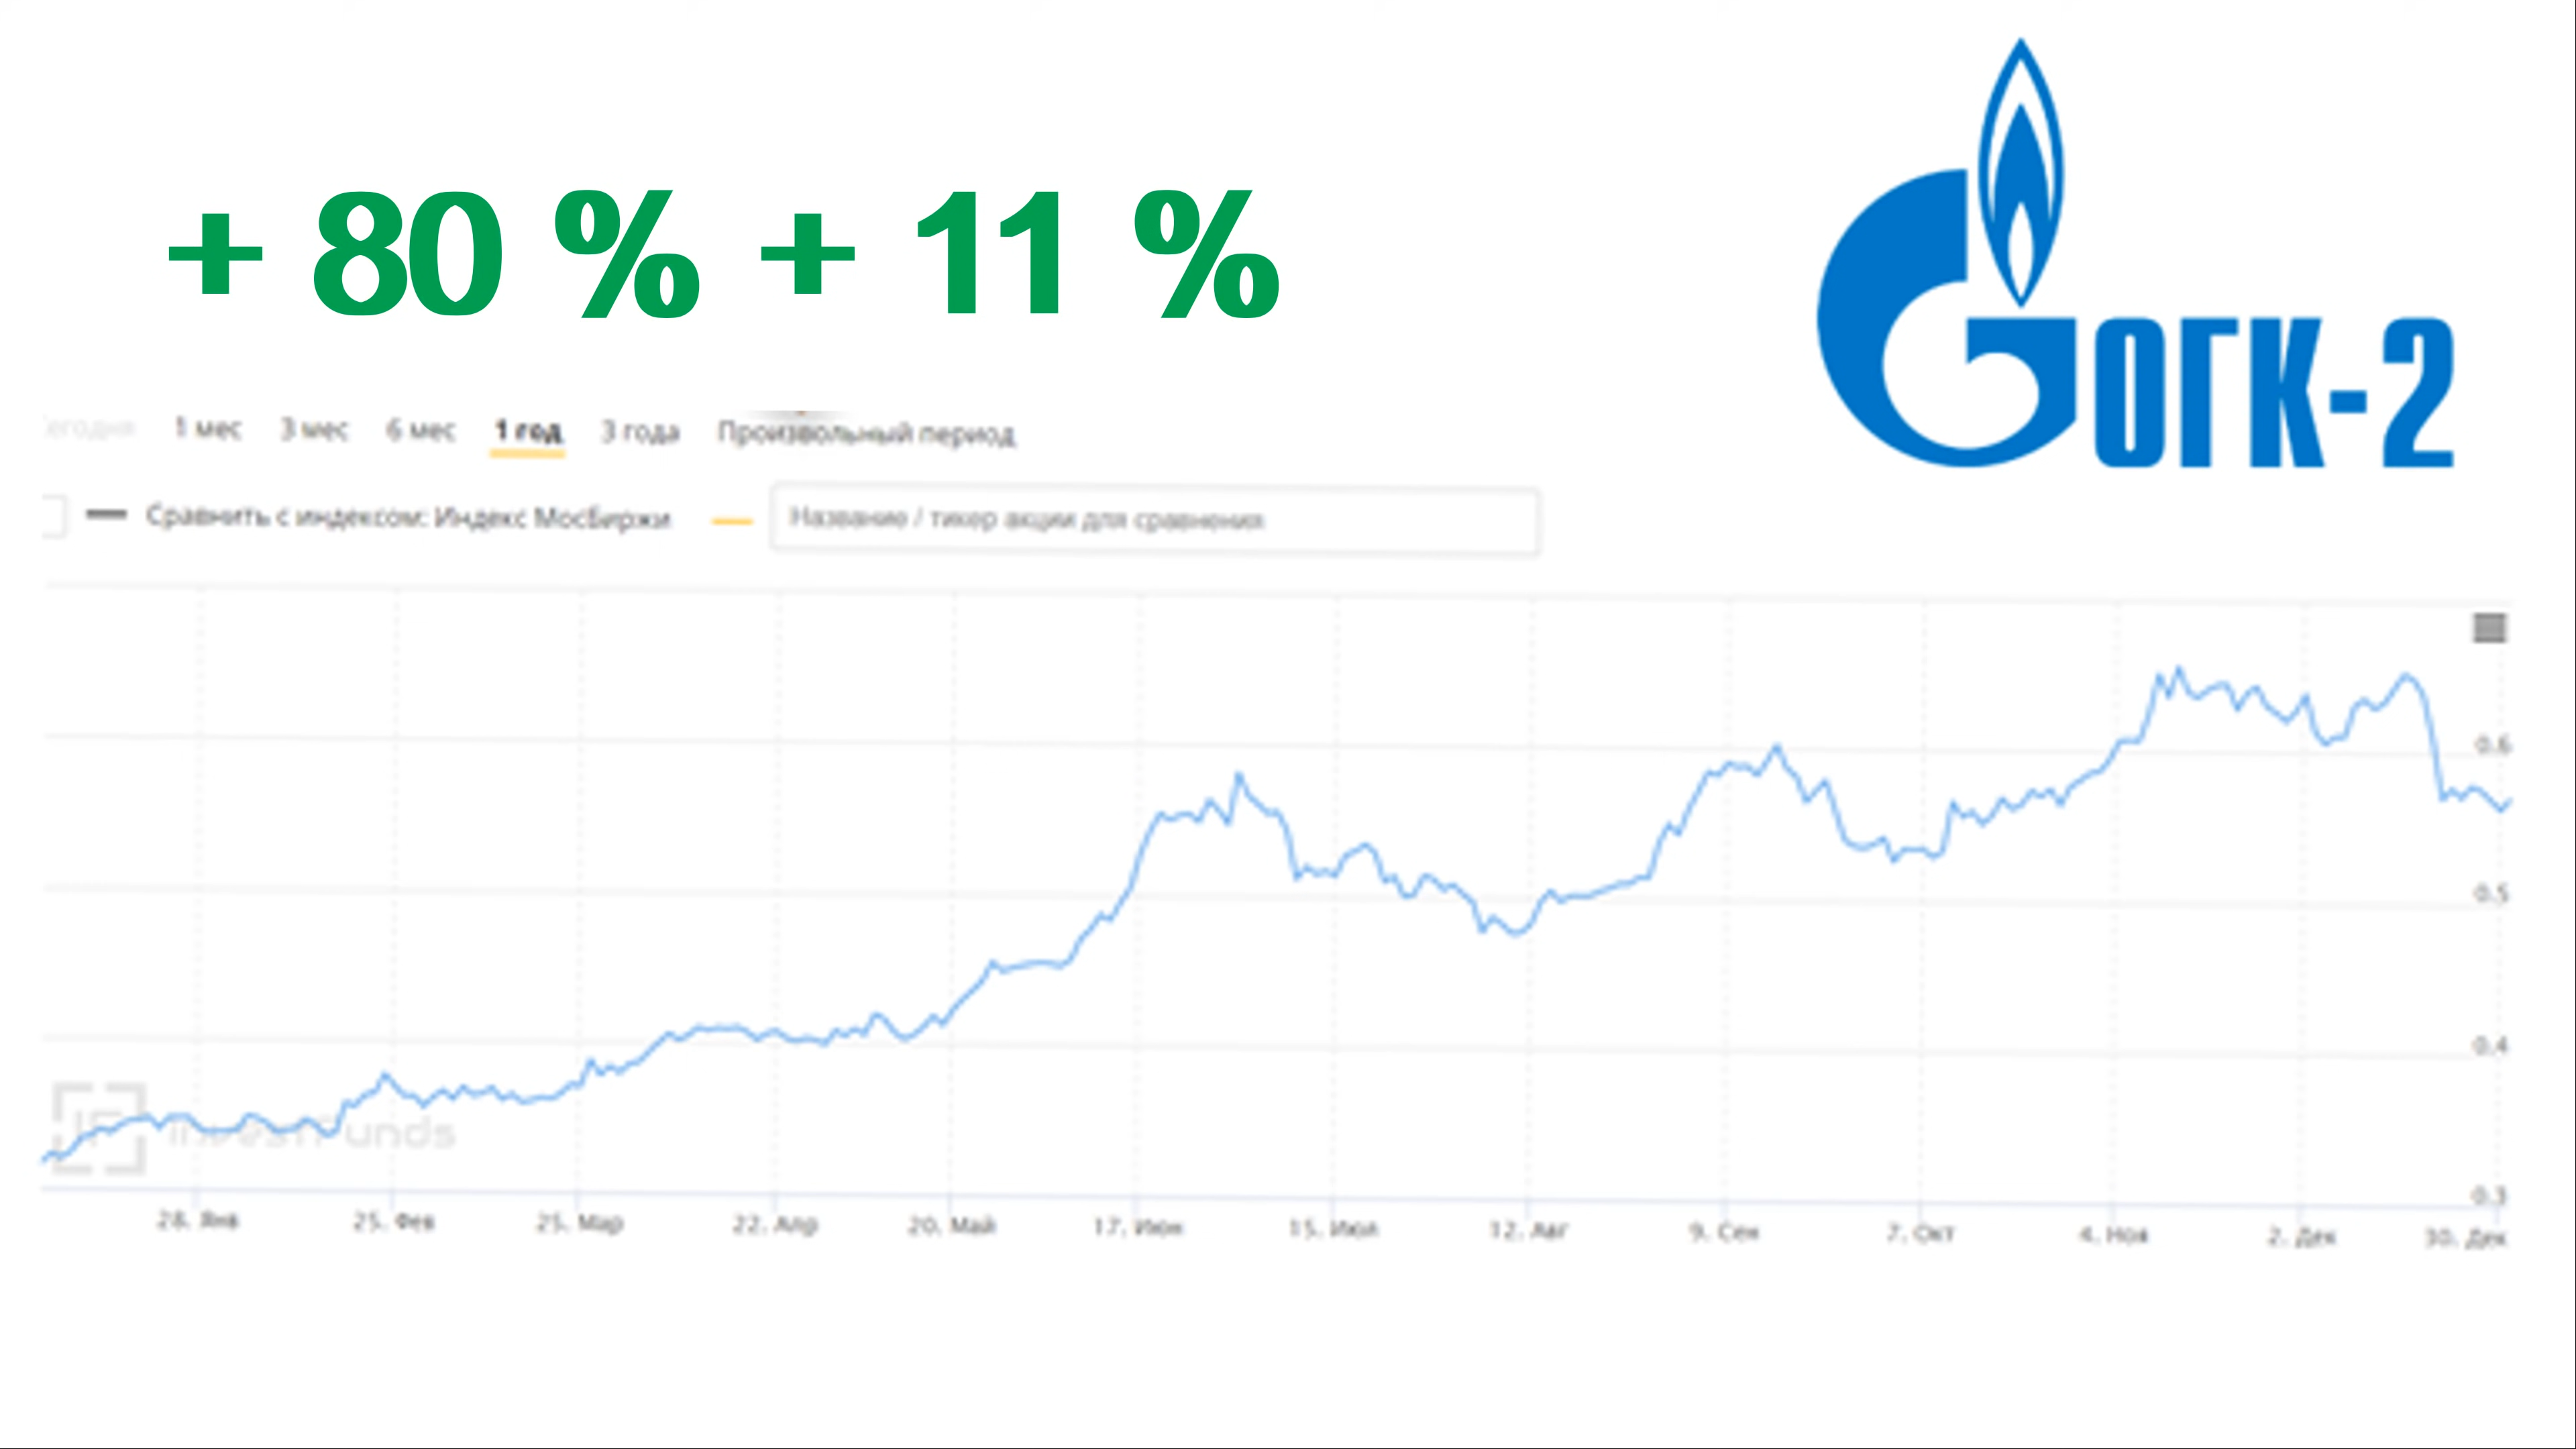 + 80 % + 11 %
ОГК-2
Сегодня 1 мес 3 мес 6 мес 1 год 3 года Произвольный период
Сравнить с индексом: Индекс МосБиржи Название / тикер акции для сравнения
0.6
0.5
0.4
0.3
investfunds
28. Янв 25. Фев 25. Мар 22. Апр 20. Май 17. Июн 15. Июл 12. Авг 9. Сен 7. Окт 4. Ноя 2. Дек 30. Дек